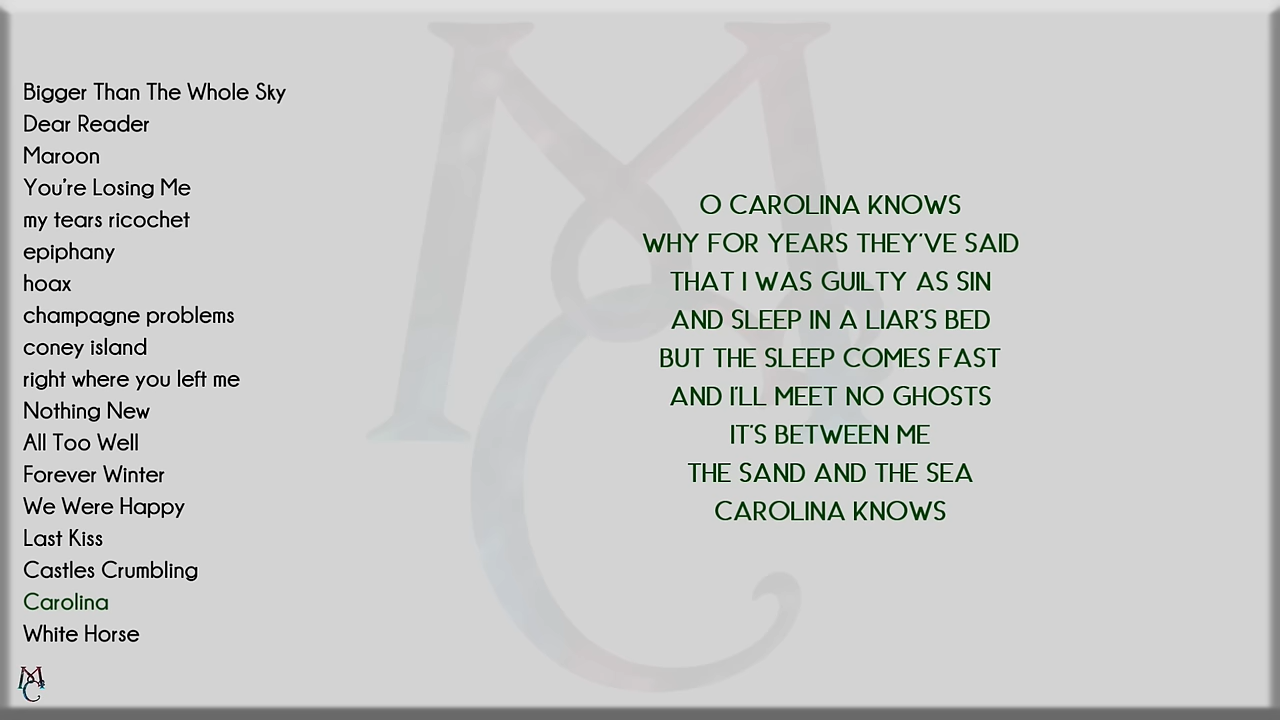 Bigger Than The Whole Sky
Dear Reader
Maroon
You're Losing Me
my tears ricochet
epiphany
hoax
champagne problems
coney island
right where you left me
Nothing New
All Too Well
Forever Winter
We Were Happy
Last Kiss
Castles Crumbling
Carolina
White Horse
O CAROLINA KNOWS
WHY FOR YEARS THEY'VE SAID
THAT I WAS GUILTY AS SIN
AND SLEEP IN A LIAR'S BED
BUT THE SLEEP COMES FAST
AND I'LL MEET NO GHOSTS
IT'S BETWEEN ME
THE SAND AND THE SEA
CAROLINA KNOWS
MC